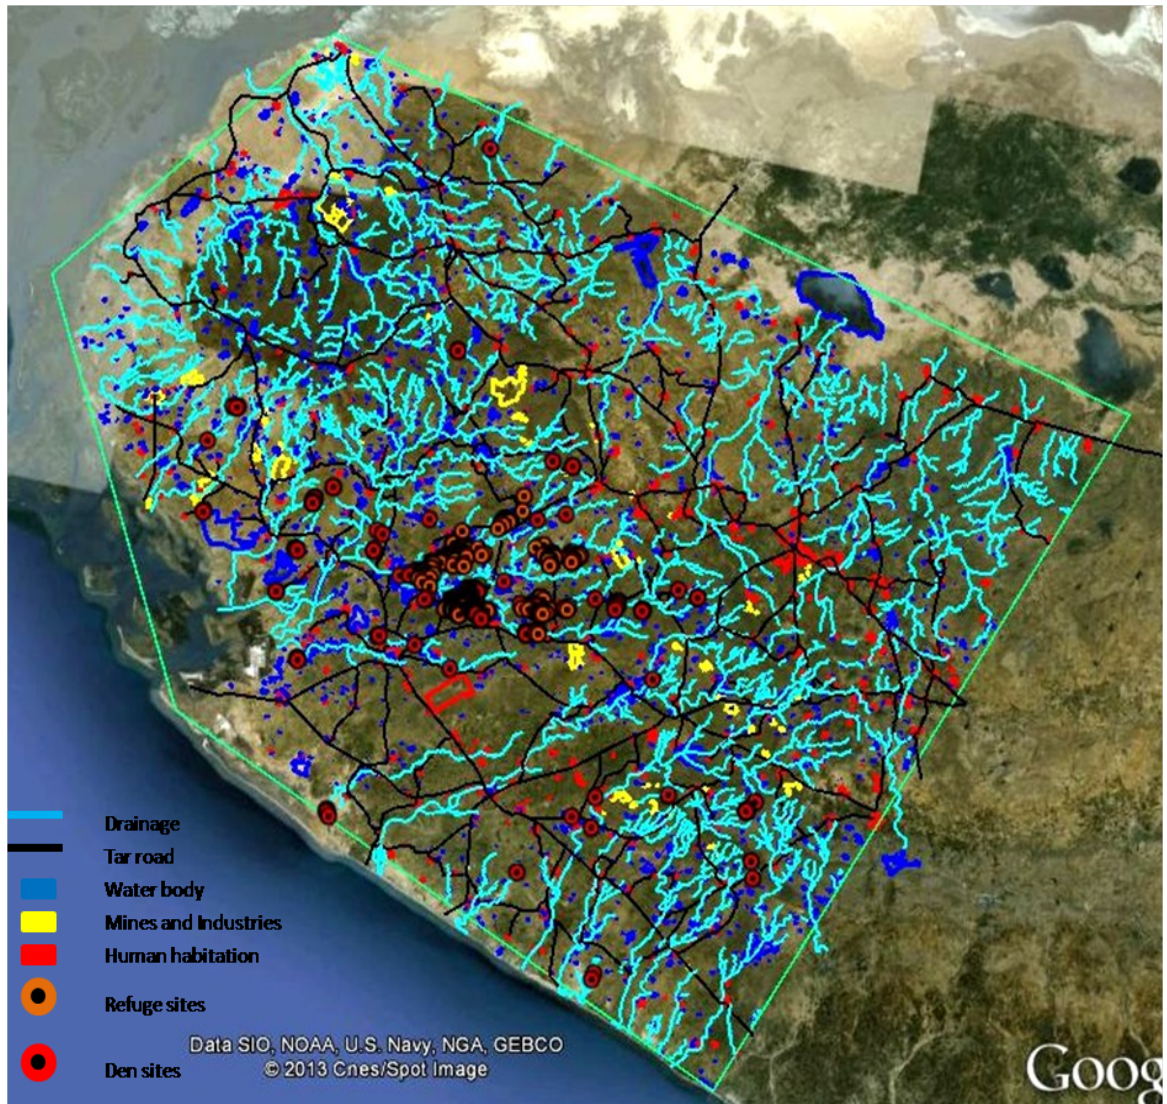 Drainage
Tar road
Water body
Mines and Industries
Human habitation
Refuge sites
Den sites
Data SIO, NOAA, U.S. Navy, NGA, GEBCO
© 2013 Cnes/Spot Image
Goog